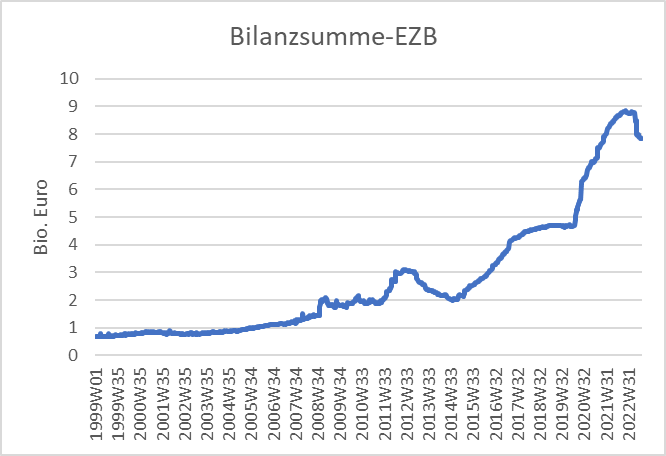 Bilanzsumme-EZB
Bio. Euro
10
9
8
7
6
5
4
3
2
1
0
1999W01
1999W35
2000W35
2001W35
2002W35
2003W35
2004W35
2005W34
2006W34
2007W34
2008W34
2009W34
2010W33
2011W33
2012W33
2013W33
2014W33
2015W33
2016W33
2017W32
2018W32
2019W32
2020W32
2021W31
2022W31